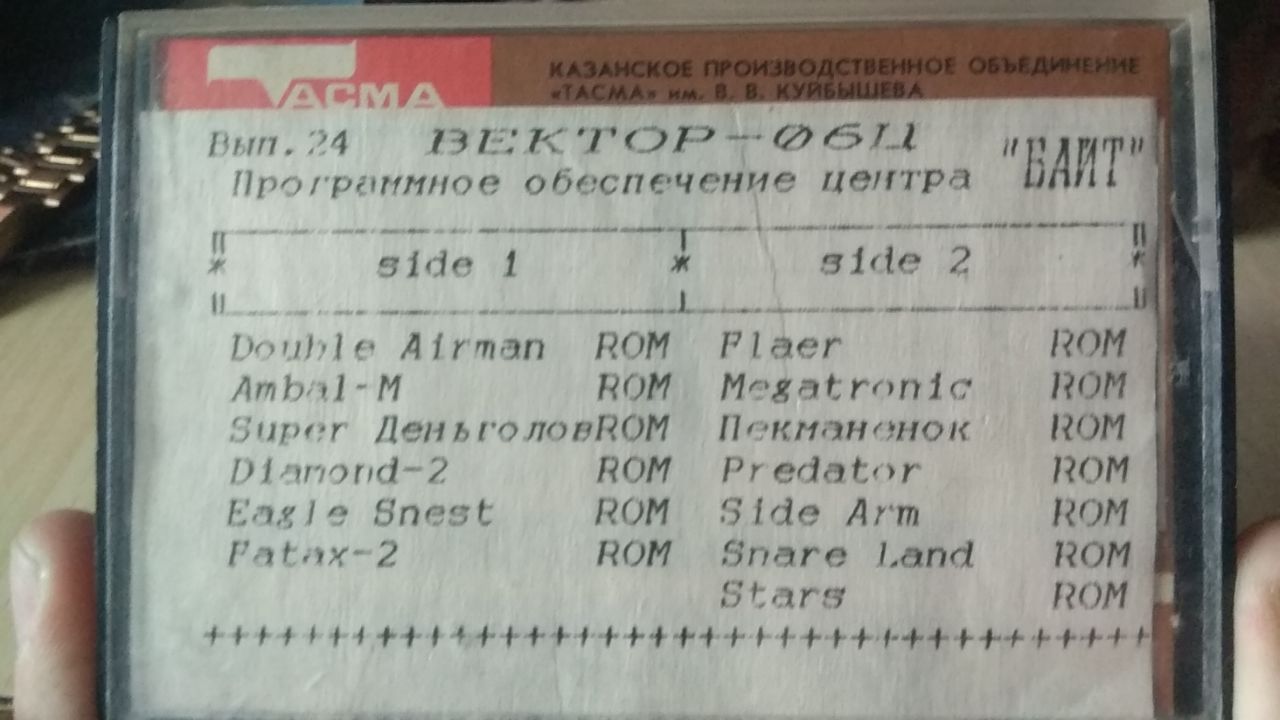 ТАСМА
КАЗАНСКОЕ ПРОИЗВОДСТВЕННОЕ ОБЪЕДИНЕНИЕ
«ТАСМА» им. В. В. КУЙБЫШЕВА
Вып.24 ВЕКТОР-06Ц "БАЙТ"
Программное обеспечение центра
* side 1 * side 2 *
Double Airman ROM Flaer ROM
Ambal-M ROM Megatronic ROM
Super ДеньголовROM Пекманенок ROM
Diamond-2 ROM Predator ROM
Eagle Snest ROM Side Arm ROM
Fatax-2 ROM Snare Land ROM
Stars ROM